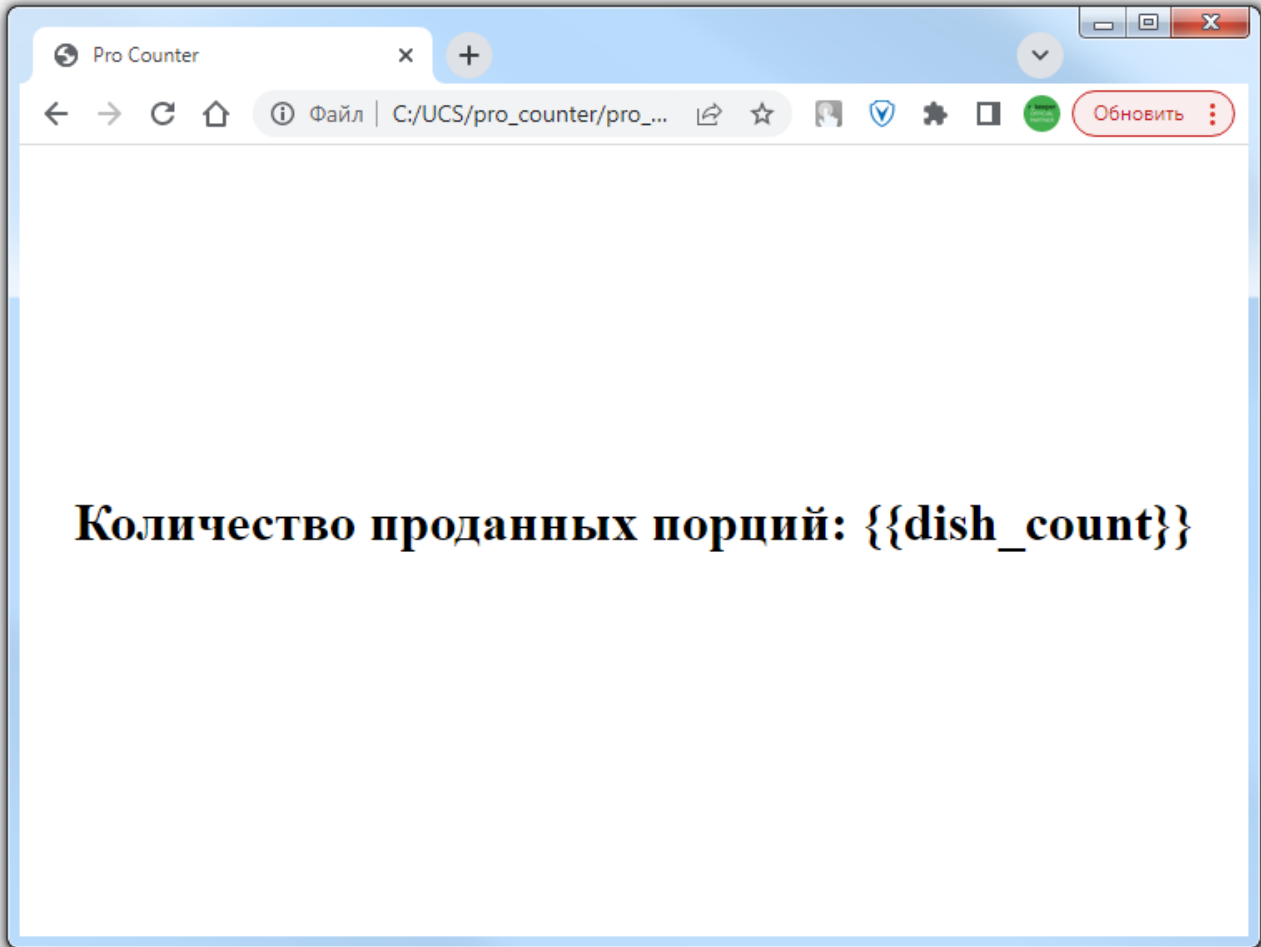 Pro Counter
Файл C:/UCS/pro_counter/pro_... Обновить
Количество проданных порций: {{dish_count}}